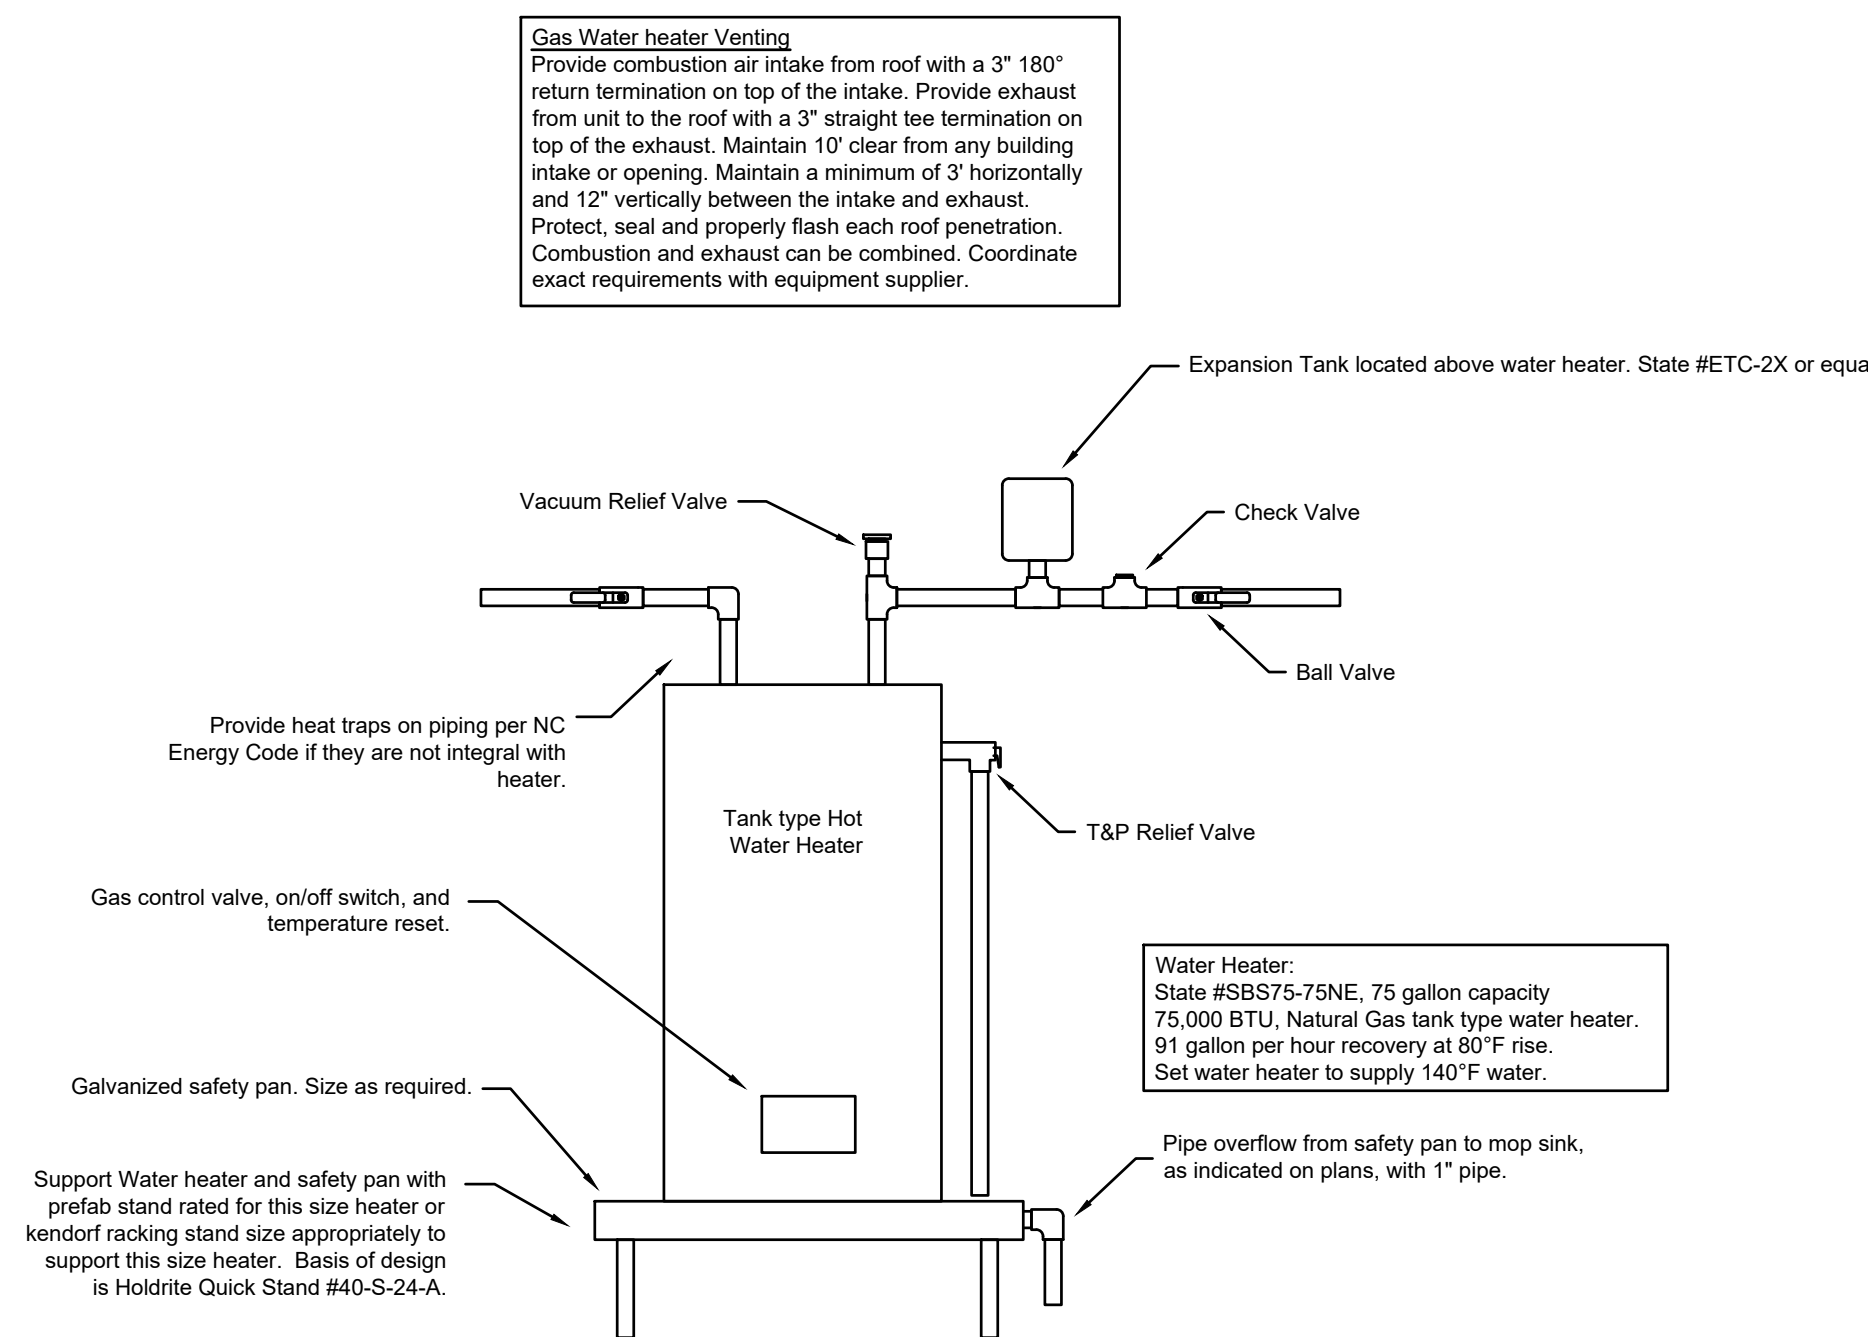 Gas Water heater Venting
Provide combustion air intake from roof with a 3" 180°
return termination on top of the intake. Provide exhaust
from unit to the roof with a 3" straight tee termination on
top of the exhaust. Maintain 10' clear from any building
intake or opening. Maintain a minimum of 3' horizontally
and 12" vertically between the intake and exhaust.
Protect, seal and properly flash each roof penetration.
Combustion and exhaust can be combined. Coordinate
exact requirements with equipment supplier.
Expansion Tank located above water heater. State #ETC-2X or equa
Vacuum Relief Valve
Check Valve
Ball Valve
Provide heat traps on piping per NC
Energy Code if they are not integral with
heater.
Tank type Hot
Water Heater
T&P Relief Valve
Gas control valve, on/off switch, and
temperature reset.
Water Heater:
State #SBS75-75NE, 75 gallon capacity
75,000 BTU, Natural Gas tank type water heater.
91 gallon per hour recovery at 80°F rise.
Set water heater to supply 140°F water.
Galvanized safety pan. Size as required.
Pipe overflow from safety pan to mop sink,
as indicated on plans, with 1" pipe.
Support Water heater and safety pan with
prefab stand rated for this size heater or
kendorf racking stand size appropriately to
support this size heater. Basis of design
is Holdrite Quick Stand #40-S-24-A.